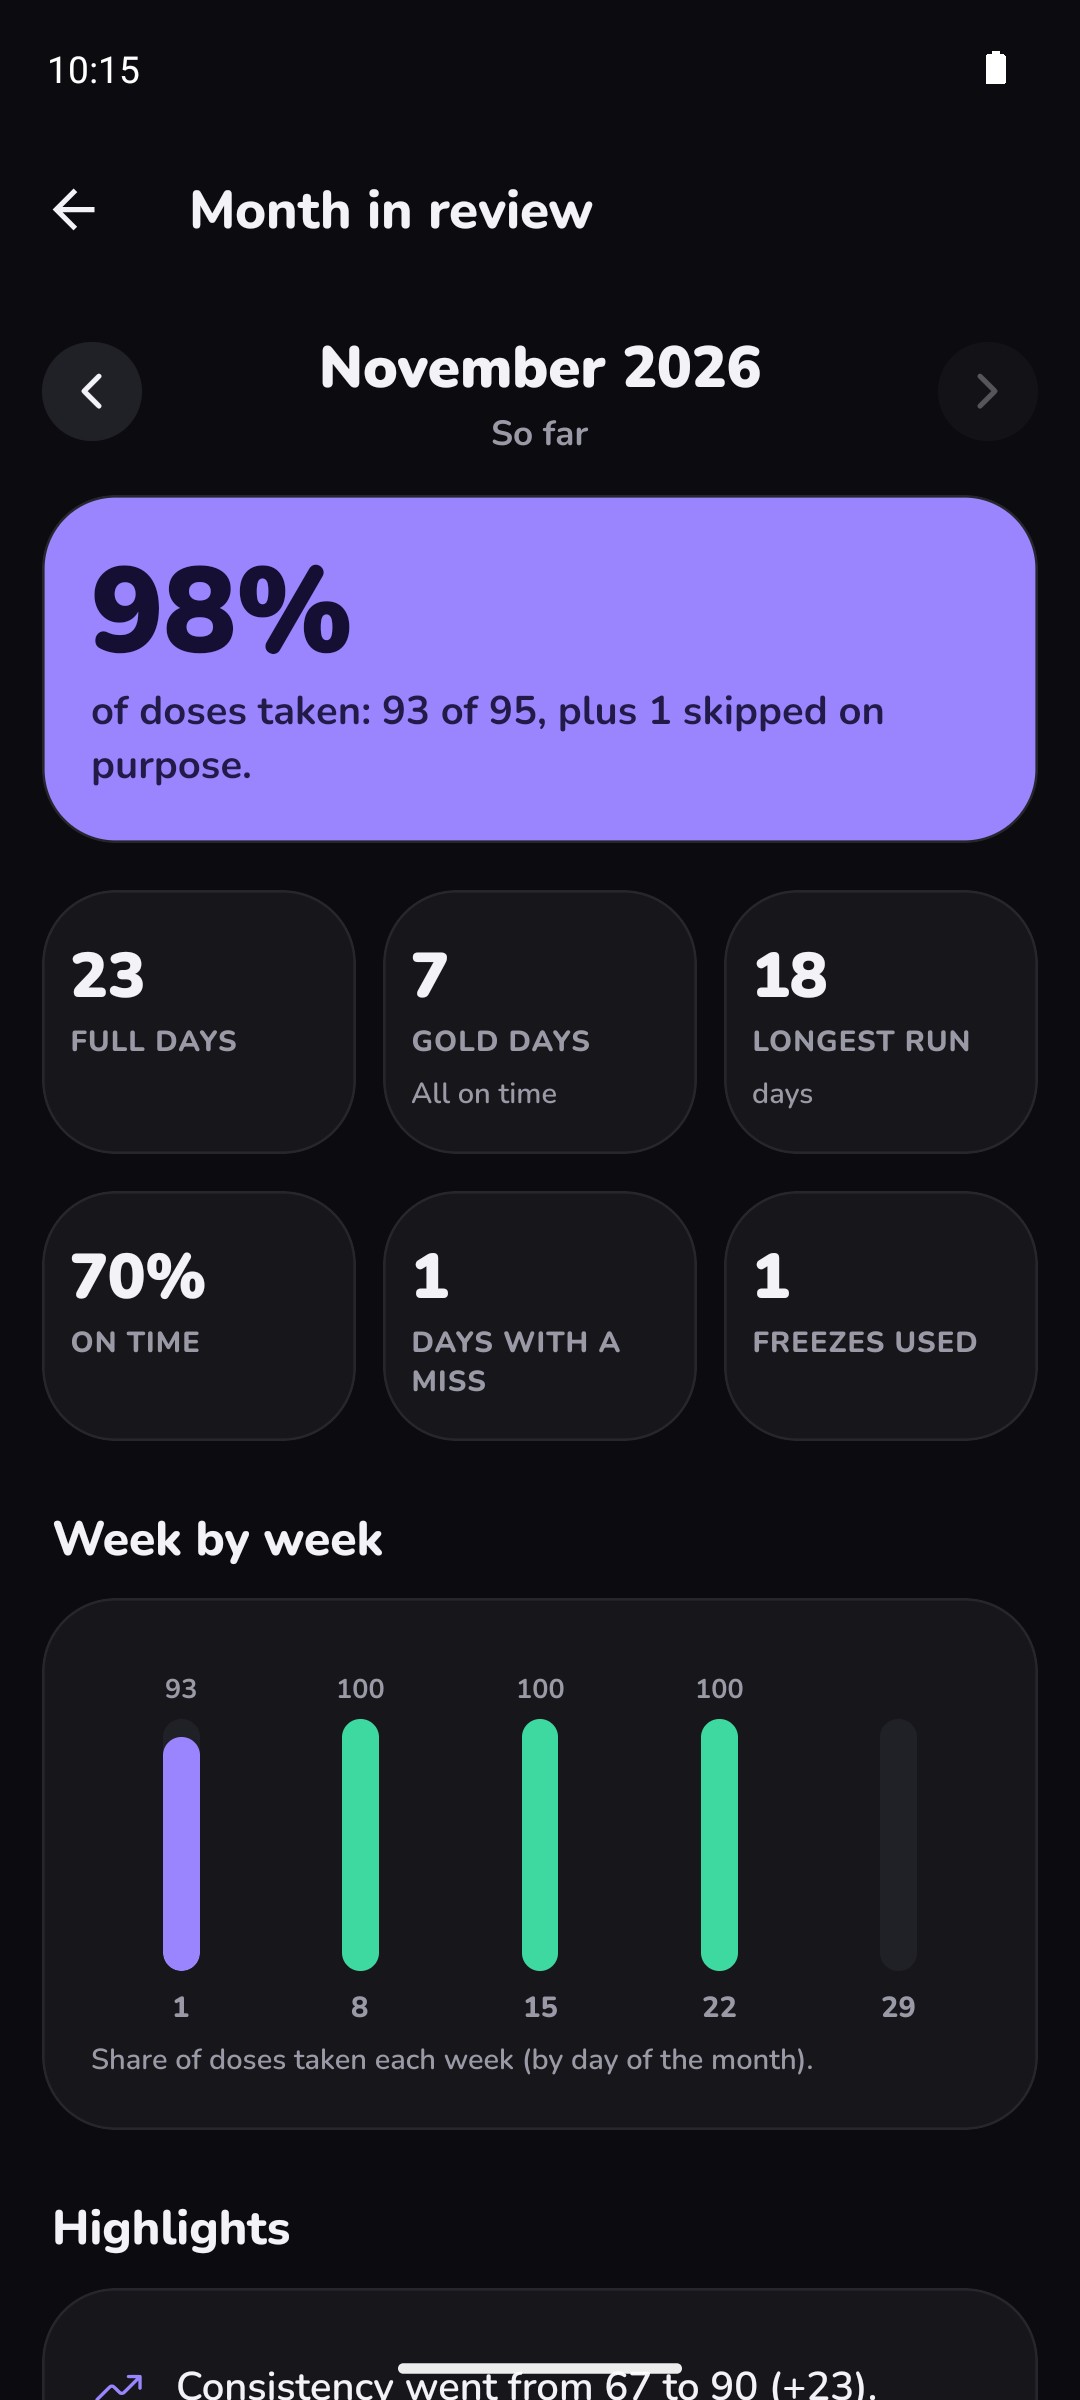 10:15
Month in review
November 2026
So far
98%
of doses taken: 93 of 95, plus 1 skipped on
purpose.
23
FULL DAYS
7
GOLD DAYS
All on time
18
LONGEST RUN
days
70%
ON TIME
1
DAYS WITH A
MISS
1
FREEZES USED
Week by week
93 100 100 100
1 8 15 22 29
Share of doses taken each week (by day of the month).
Highlights
Consistency went from 67 to 90 (+23).